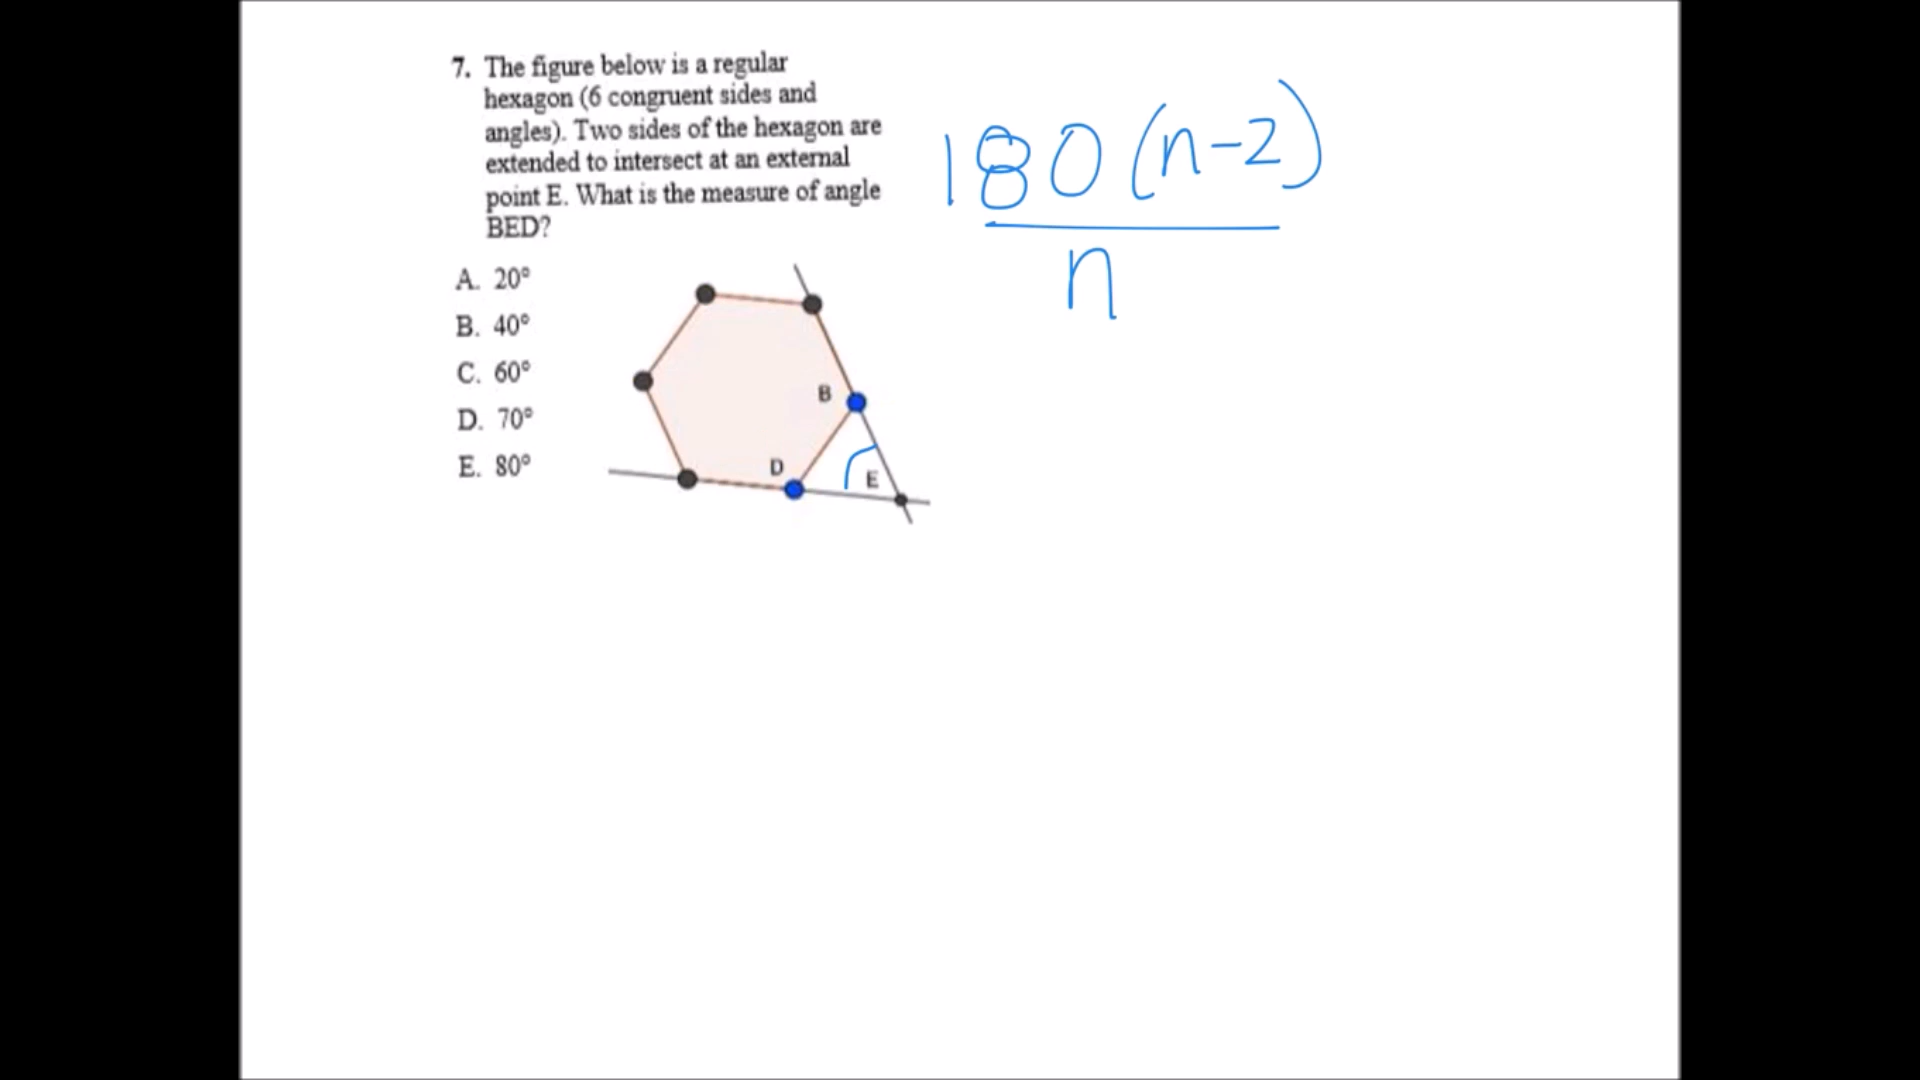 7. The figure below is a regular
hexagon (6 congruent sides and
angles). Two sides of the hexagon are
extended to intersect at an external
point E. What is the measure of angle
BED?
A. 20°
B. 40°
C. 60°
D. 70°
E. 80°
B
D
E
180(n-2)
n